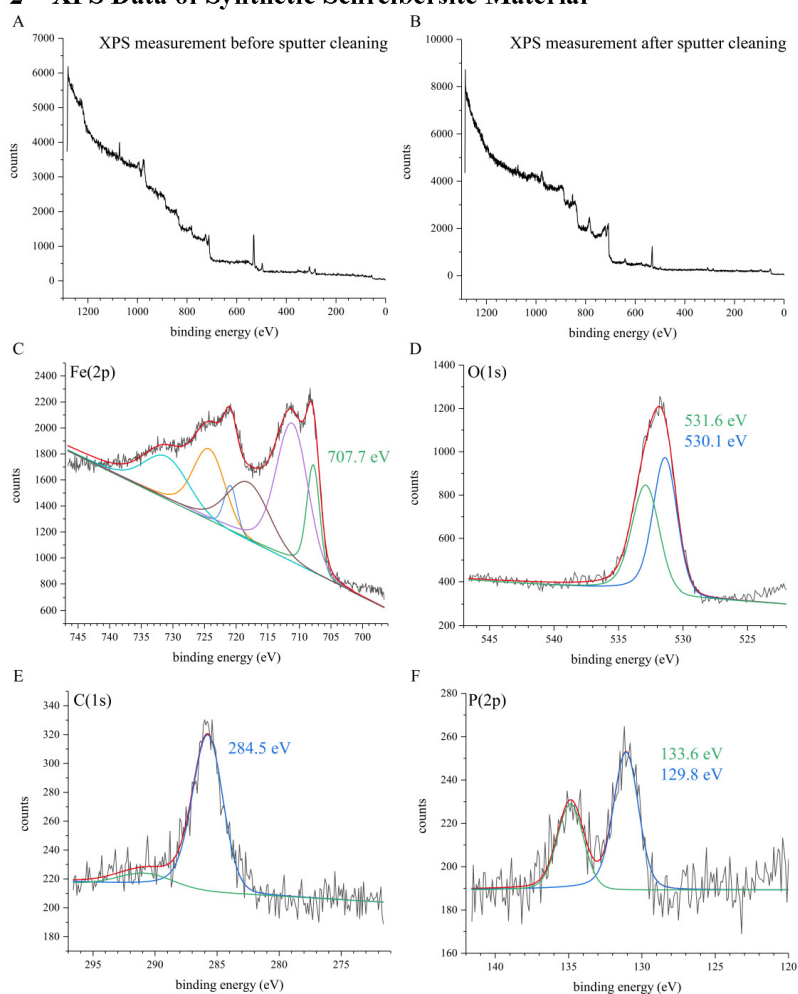 2 XPS Data of Synthetic Schreibersite Material
A
XPS measurement before sputter cleaning
7000
6000
5000
4000
3000
2000
1000
0
counts
1200 1000 800 600 400 200 0
binding energy (eV)
B
XPS measurement after sputter cleaning
10000
8000
6000
4000
2000
0
counts
1200 1000 800 600 400 200 0
binding energy (eV)
C
Fe(2p)
2400
2200
2000
1800
1600
1400
1200
1000
800
600
counts
707.7 eV
745 740 735 730 725 720 715 710 705 700
binding energy (eV)
D
O(1s)
1400
1200
1000
800
600
400
200
counts
531.6 eV
530.1 eV
545 540 535 530 525
binding energy (eV)
E
C(1s)
340
320
300
280
260
240
220
200
180
counts
284.5 eV
295 290 285 280 275
binding energy (eV)
F
P(2p)
280
260
240
220
200
180
160
counts
133.6 eV
129.8 eV
140 135 130 125 120
binding energy (eV)